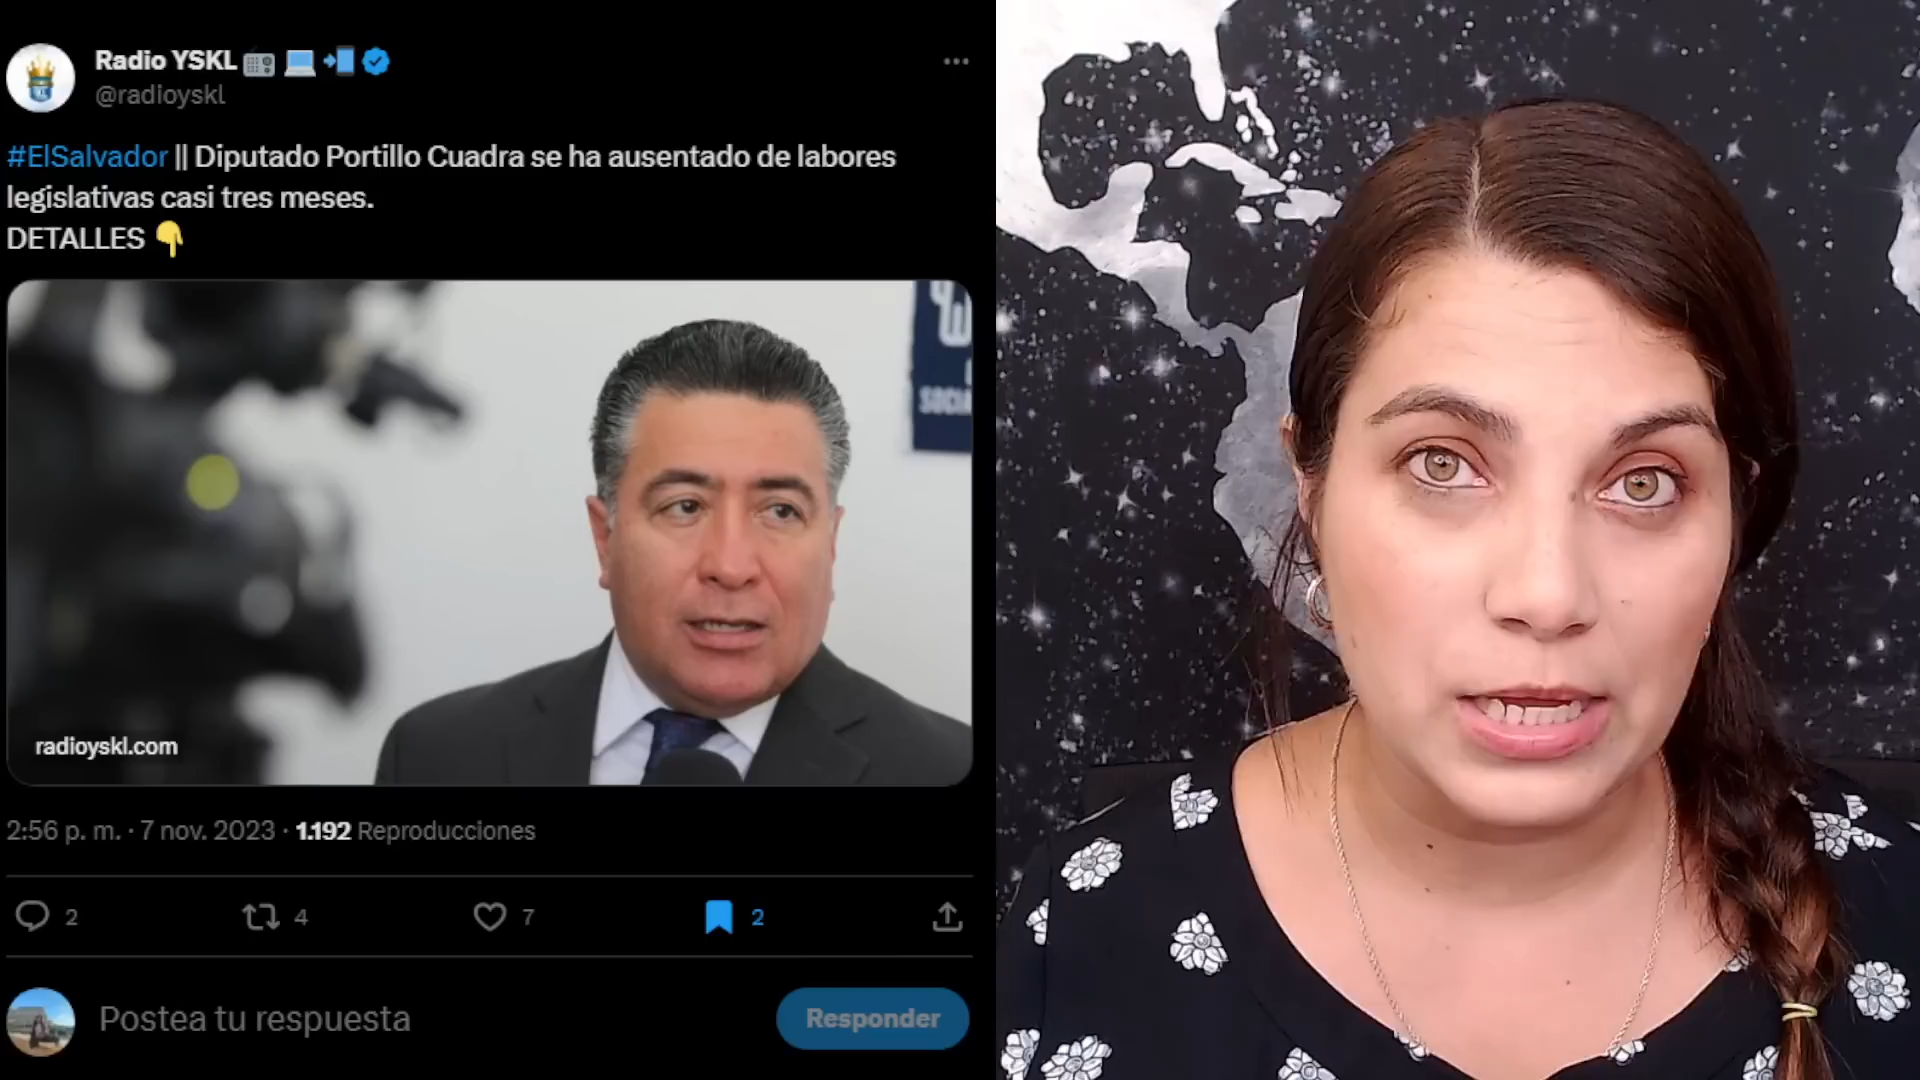 Radio YSKL
@radioyskl
#ElSalvador || Diputado Portillo Cuadra se ha ausentado de labores
legislativas casi tres meses.
DETALLES 👇
SOCIA
radioyskl.com
2:56 p. m. · 7 nov. 2023 · 1.192 Reproducciones
2 4 7 2
Postea tu respuesta
Responder